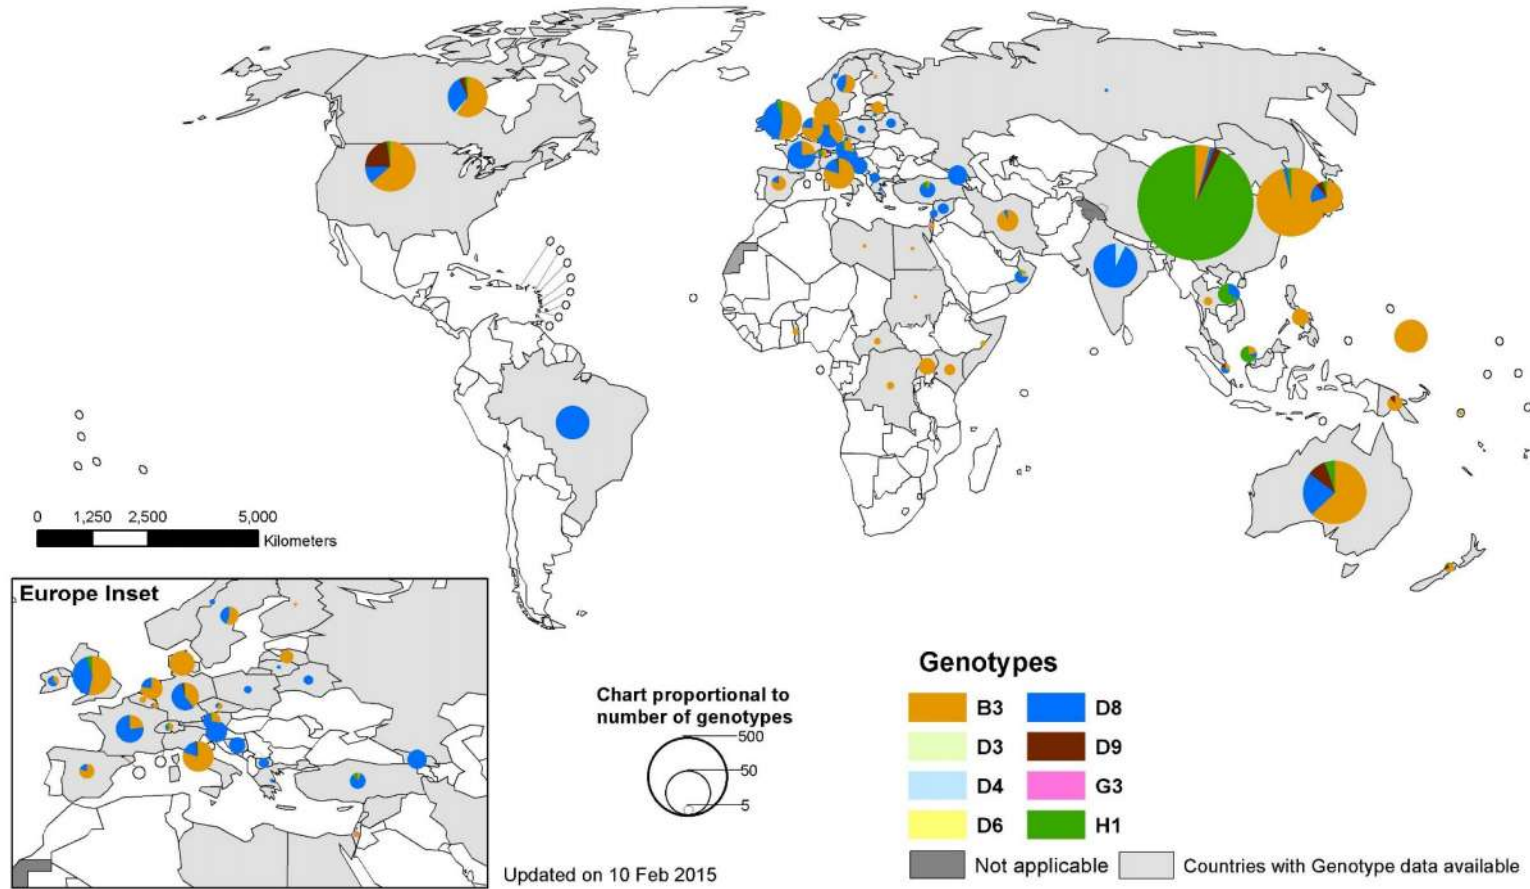 0 1,250 2,500 5,000
Kilometers
Europe Inset
Chart proportional to
number of genotypes
500
50
5
Updated on 10 Feb 2015
Genotypes
B3 D8
D3 D9
D4 G3
D6 H1
Not applicable Countries with Genotype data available